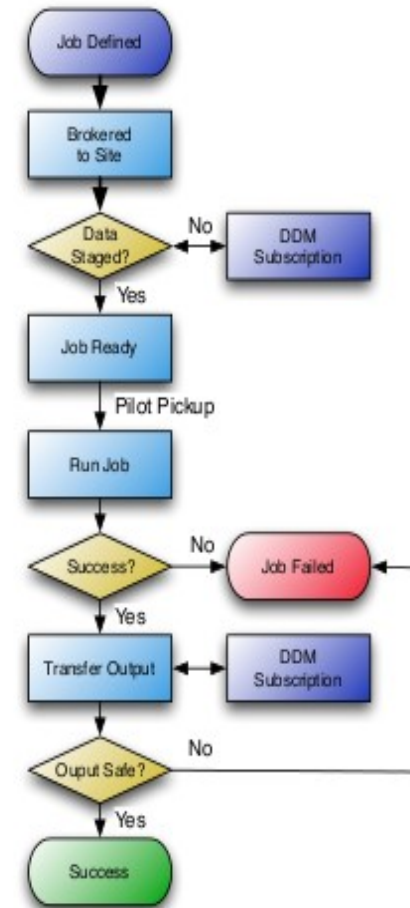 Job Defined
Brokered
to Site
Data
Staged?
No
DDM
Subscription
Yes
Job Ready
Pilot Pickup
Run Job
Success?
No
Job Failed
Yes
Transfer Output
DDM
Subscription
Ouput Safe?
No
Yes
Success